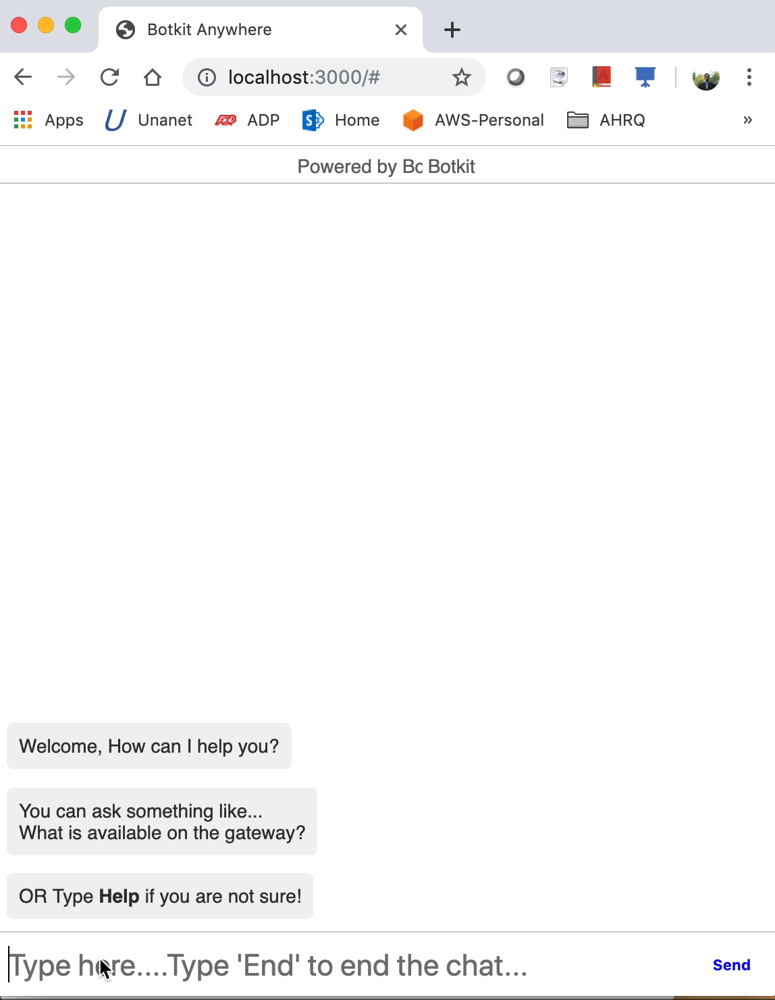 Botkit Anywhere
localhost:3000/#
Apps Unanet ADP Home AWS-Personal AHRQ »
Powered by Bo Botkit
Welcome, How can I help you?
You can ask something like...
What is available on the gateway?
OR Type Help if you are not sure!
Type here....Type 'End' to end the chat... Send